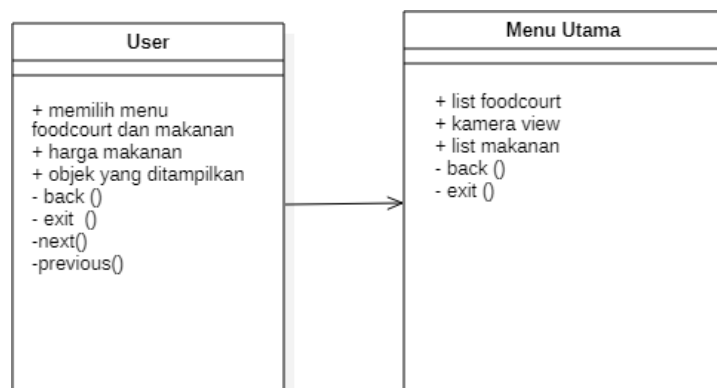 User
+ memilih menu
foodcourt dan makanan
+ harga makanan
+ objek yang ditampilkan
- back ()
- exit  ()
-next()
-previous()
Menu Utama
+ list foodcourt
+ kamera view
+ list makanan
- back ()
- exit ()